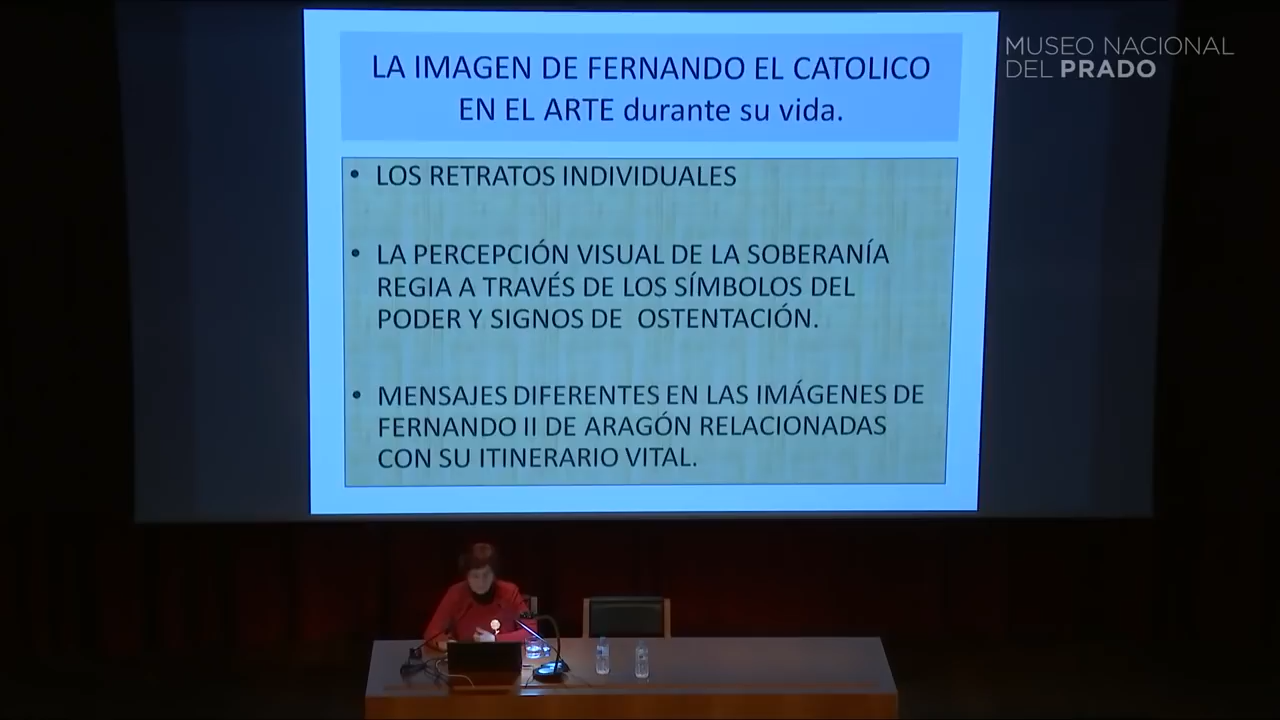 MUSEO NACIONAL
DEL PRADO
LA IMAGEN DE FERNANDO EL CATOLICO
EN EL ARTE durante su vida.
• LOS RETRATOS INDIVIDUALES
• LA PERCEPCIÓN VISUAL DE LA SOBERANÍA
REGIA A TRAVÉS DE LOS SÍMBOLOS DEL
PODER Y SIGNOS DE OSTENTACIÓN.
• MENSAJES DIFERENTES EN LAS IMÁGENES DE
FERNANDO II DE ARAGÓN RELACIONADAS
CON SU ITINERARIO VITAL.